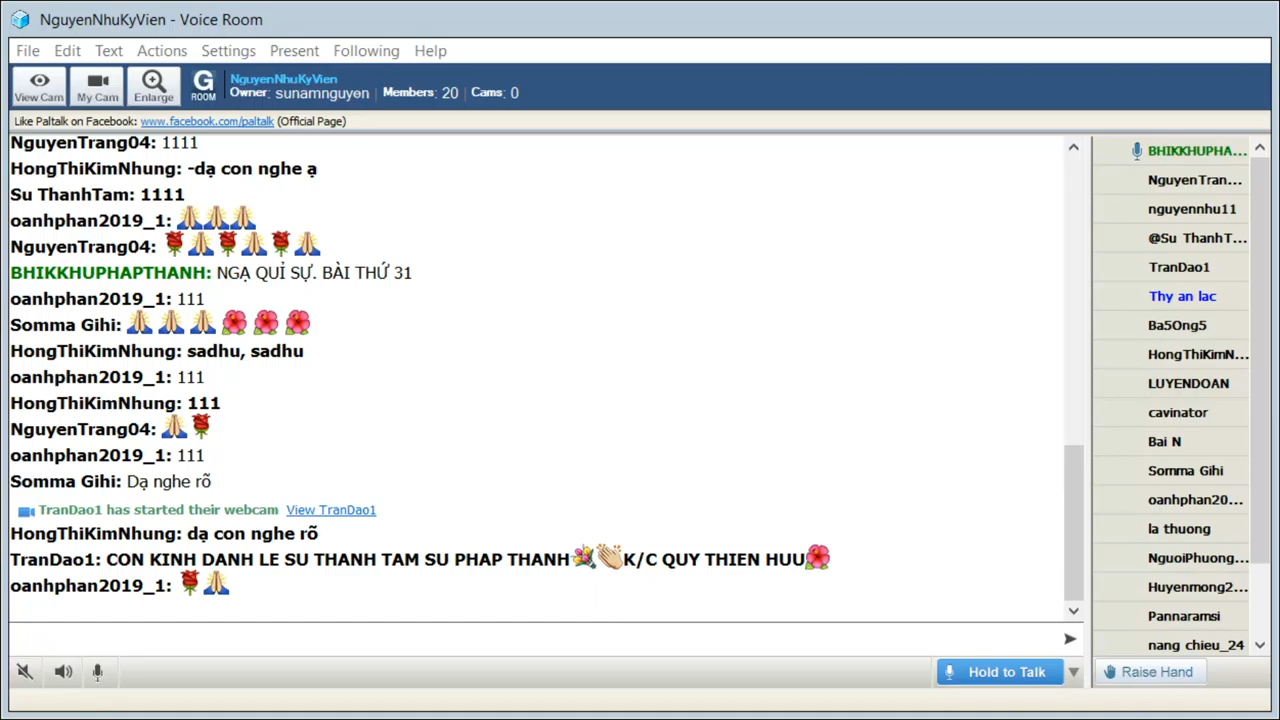 NguyenNhuKyVien - Voice Room
File Edit Text Actions Settings Present Following Help
View Cam My Cam Enlarge G ROOM
NguyenNhuKyVien
Owner: sunamnguyen | Members: 20 | Cams: 0
Like Paltalk on Facebook: www.facebook.com/paltalk (Official Page)
NguyenTrang04: 1111
HongThiKimNhung: -dạ con nghe ạ
Su ThanhTam: 1111
oanhphan2019_1: 🙏🙏🙏
NguyenTrang04: 🌹🙏🌹🙏🌹🙏
BHIKKHUPHAPTHANH: NGẠ QUỈ SỰ. BÀI THỨ 31
oanhphan2019_1: 111
Somma Gihi: 🙏 🙏 🙏 🌺 🌺 🌺
HongThiKimNhung: sadhu, sadhu
oanhphan2019_1: 111
HongThiKimNhung: 111
NguyenTrang04: 🙏🌹
oanhphan2019_1: 111
Somma Gihi: Dạ nghe rõ
TranDao1 has started their webcam View TranDao1
HongThiKimNhung: dạ con nghe rõ
TranDao1: CON KINH DANH LE SU THANH TAM SU PHAP THANH💐👏K/C QUY THIEN HUU🌺
oanhphan2019_1: 🌹🙏
Hold to Talk
BHIKKHUPHA...
NguyenTran...
nguyennhu11
@Su ThanhT...
TranDao1
Thy an lac
Ba5Ong5
HongThiKimN...
LUYENDOAN
cavinator
Bai N
Somma Gihi
oanhphan20...
la thuong
NguoiPhuong...
Huyenmong2...
Pannaramsi
nang chieu_24
Raise Hand